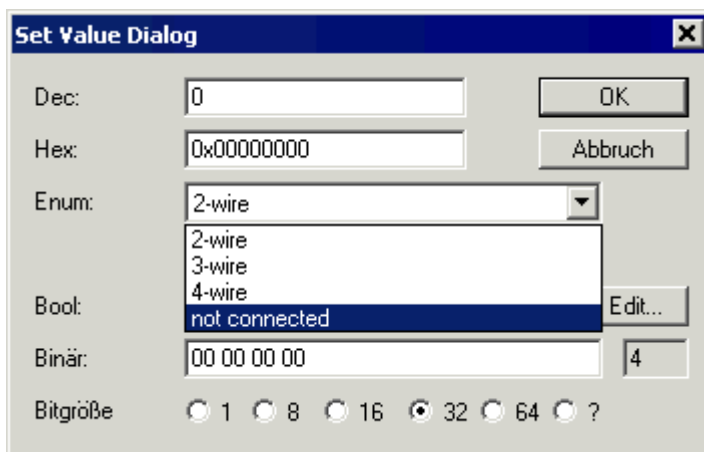 Set Value Dialog
Dec: 0 OK
Hex: 0x00000000 Abbruch
Enum: 2-wire
2-wire
3-wire
4-wire
not connected
Bool: Edit...
Binär: 00 00 00 00 4
Bitgröße 1 8 16 32 64 ?